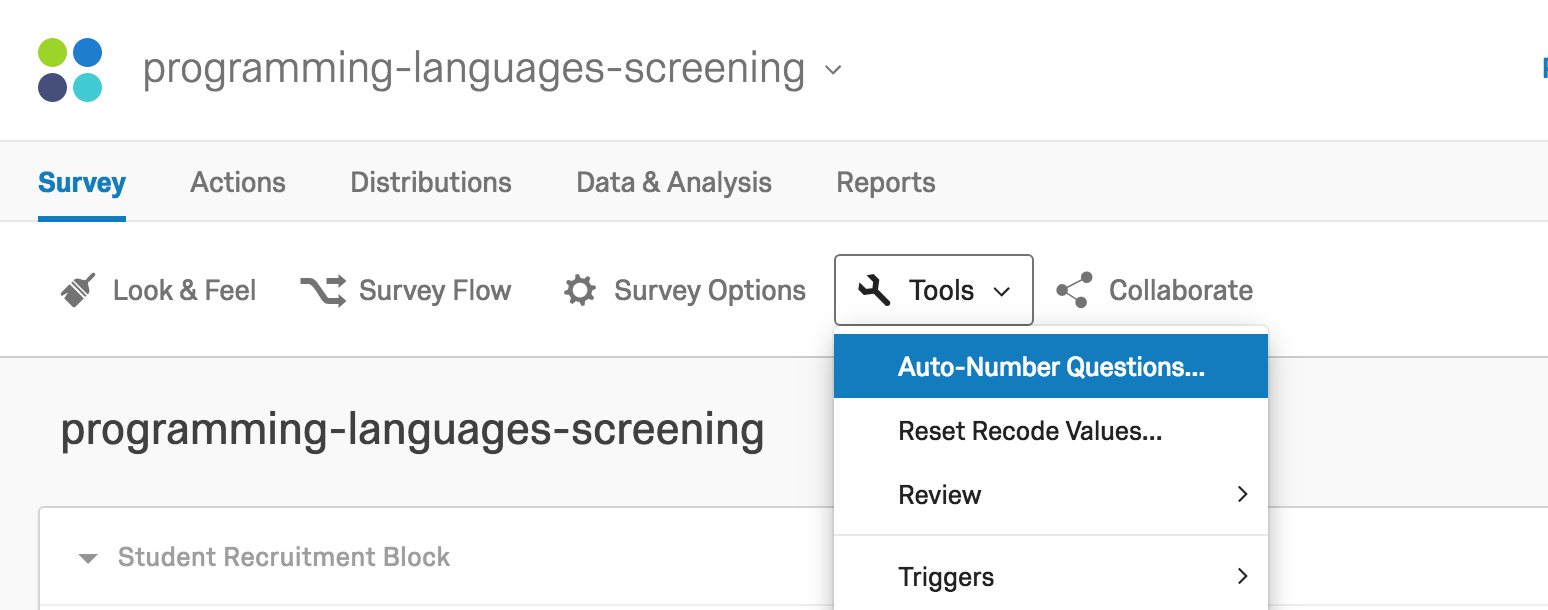 programming-languages-screening
Survey Actions Distributions Data & Analysis Reports
Look & Feel Survey Flow Survey Options Tools Collaborate
Auto-Number Questions...
programming-languages-screening
Reset Recode Values...
Review
Student Recruitment Block
Triggers